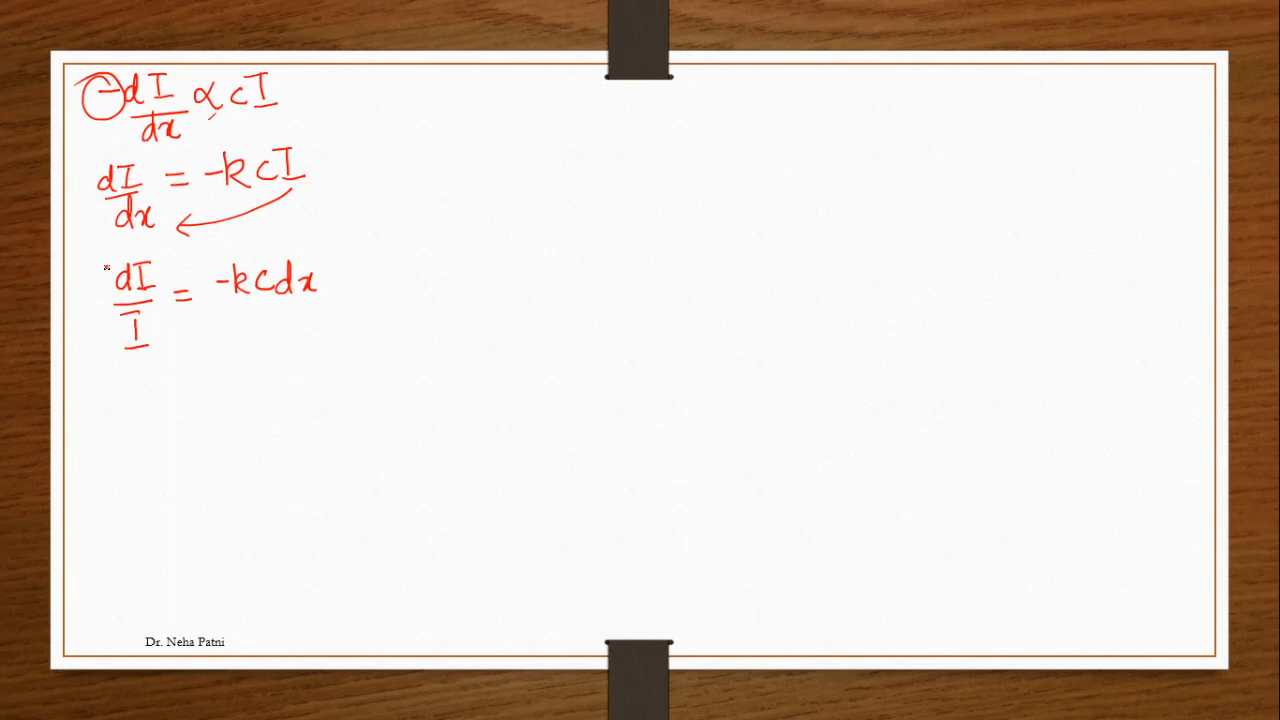 -dI/dx ∝ cI
dI/dx = -kcI
dI/I = -kcdx
Dr. Neha Patni